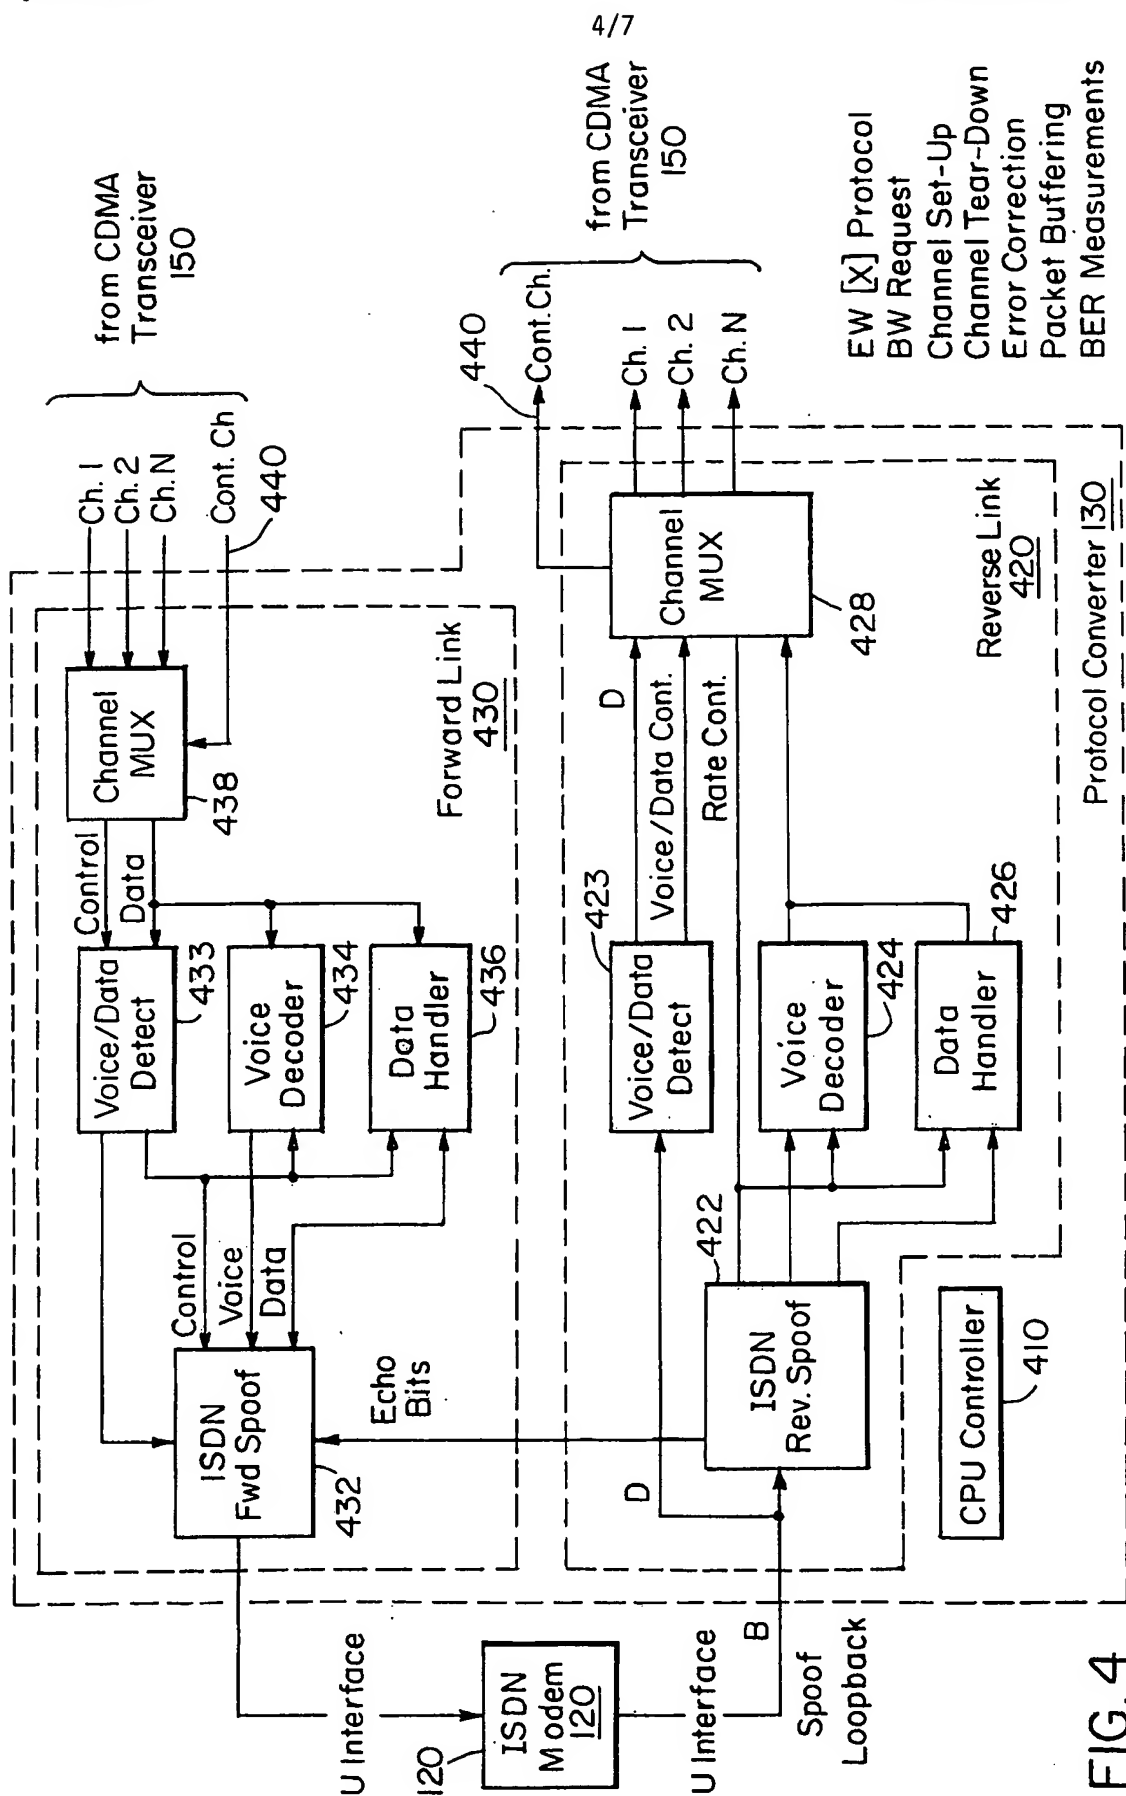 4/7
from CDMA
Transceiver
150
Ch. 1
Ch. 2
Ch. N
Cont. Ch
440
Channel
MUX
438
Control
Data
Voice/Data
Detect
433
Voice
Decoder
434
Data
Handler
436
Forward Link
430
Control
Voice
Data
ISDN
Fwd Spoof
432
Echo
Bits
U Interface
120
ISDN
Modem
120
U Interface
B
Spoof
Loopback
D
ISDN
Rev. Spoof
422
Voice/Data
Detect
423
Voice
Decoder
424
Data
Handler
426
D
Voice/Data Cont.
Rate Cont.
Channel
MUX
428
Reverse Link
420
440
Cont. Ch.
Ch. 1
Ch. 2
Ch. N
from CDMA
Transceiver
150
CPU Controller
410
Protocol Converter 130
EW [X] Protocol
BW Request
Channel Set-Up
Channel Tear-Down
Error Correction
Packet Buffering
BER Measurements
FIG. 4